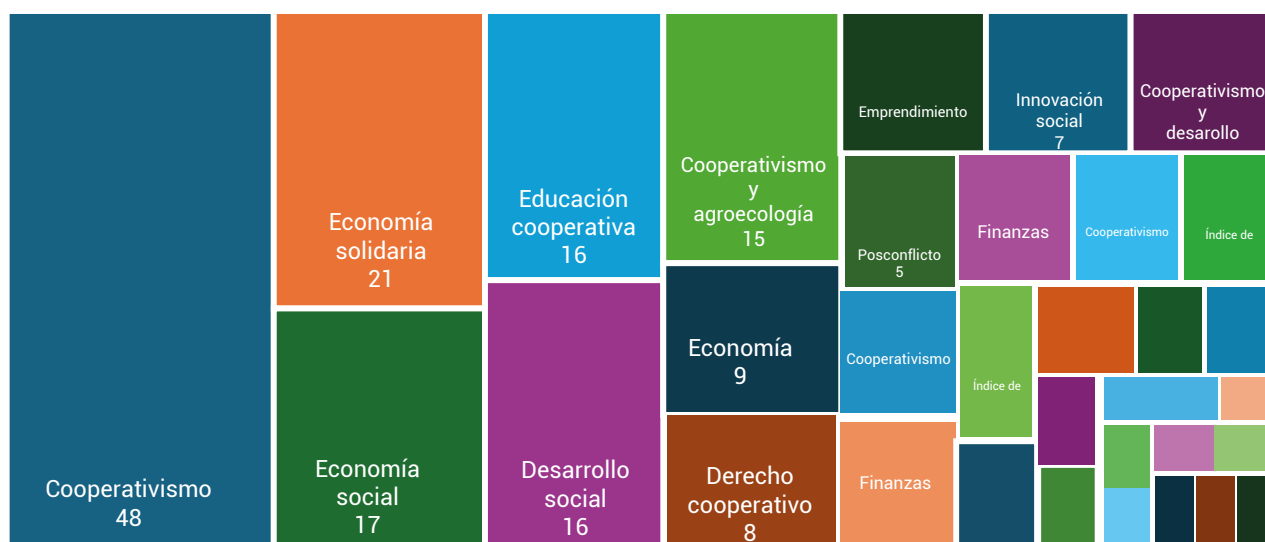 Cooperativismo
48
Economía
solidaria
21
Economía
social
17
Educación
cooperativa
16
Desarrollo
social
16
Cooperativismo
y
agroecología
15
Economía
9
Derecho
cooperativo
8
Emprendimiento
Innovación
social
7
Cooperativismo
y
desarollo
Posconflicto
5
Finanzas
Cooperativismo
Índice de
Cooperativismo
Índice de
Finanzas